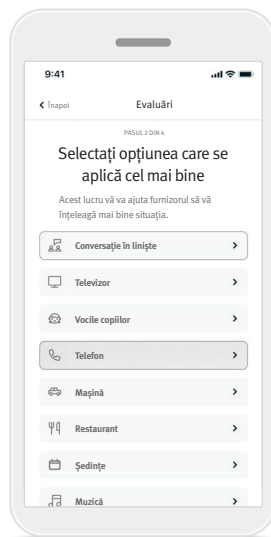 9:41
Înapoi
Evaluări
PASUL 2 DIN 4
Selectați opțiunea care se
aplică cel mai bine
Acest lucru vă va ajuta furnizorul să vă
înțeleagă mai bine situația.
Conversație în liniște
Televizor
Vocile copiilor
Telefon
Mașină
Restaurant
Ședințe
Muzică